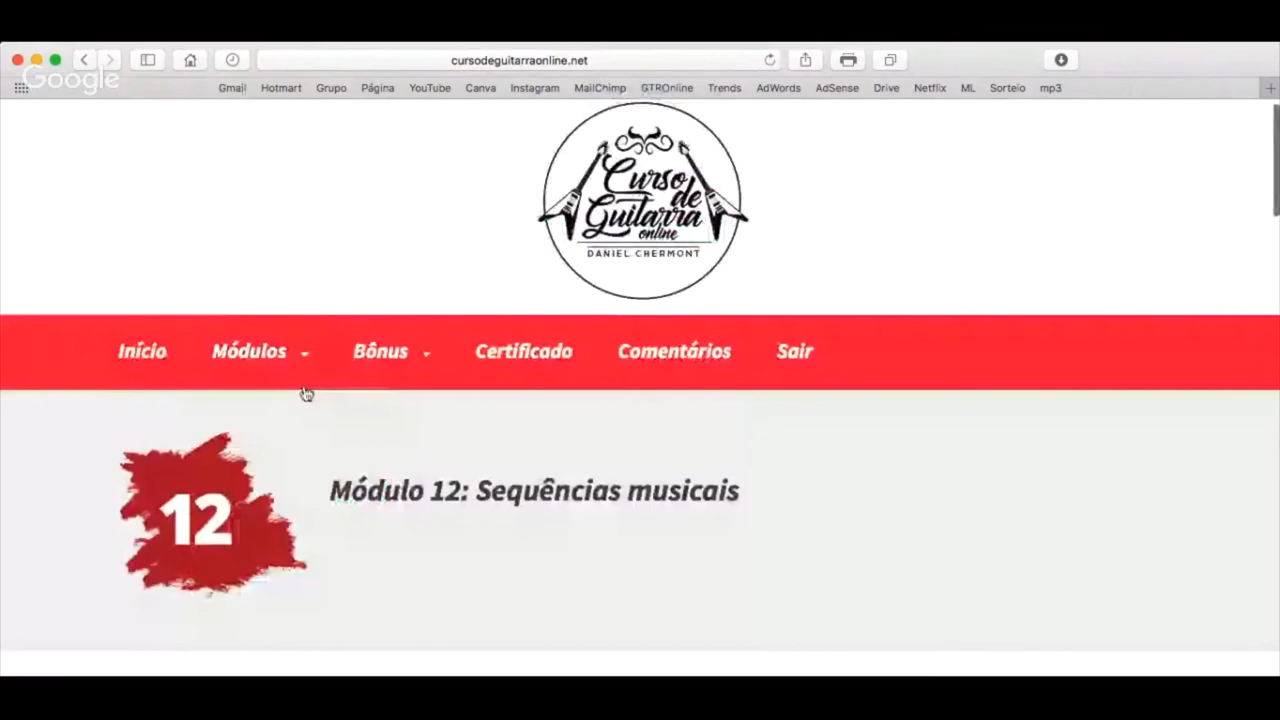 cursodeguitarraonline.net
Google
Gmail Hotmart Grupo Página YouTube Canva Instagram MailChimp GTROnline Trends AdWords AdSense Drive Netflix ML Sorteio mp3
Curso
de
Guitarra
online
DANIEL CHERMONT
Início Módulos Bônus Certificado Comentários Sair
12
Módulo 12: Sequências musicais